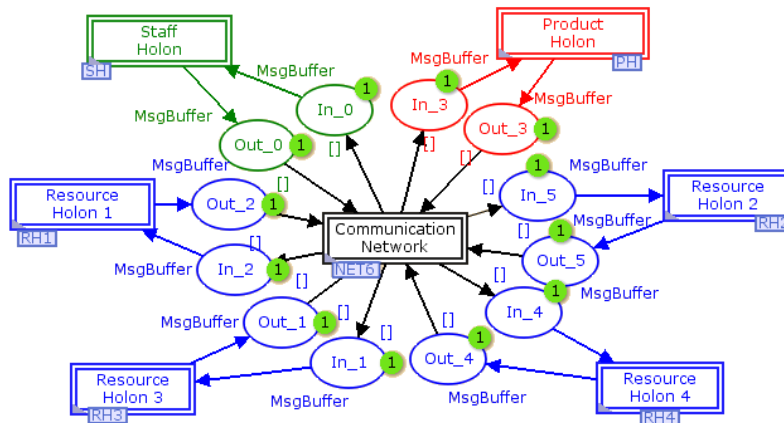 Staff
Holon
SH
Product
Holon
PH
MsgBuffer
1
In_0
1
In_3
MsgBuffer
MsgBuffer
Out_0
1
[]
[]
Out_3
1
MsgBuffer
[]
MsgBuffer
Resource
Holon 1
RH1
Out_2
1
[]
1
In_5
[]
MsgBuffer
Resource
Holon 2
RH2
MsgBuffer
Communication
Network
NET6
[]
1
Out_5
MsgBuffer
MsgBuffer
In_2
1
[]
[]
1
In_4
[]
MsgBuffer
Out_1
1
[]
[]
In_1
1
MsgBuffer
[]
1
Out_4
MsgBuffer
Resource
Holon 3
RH3
Resource
Holon 4
RH4